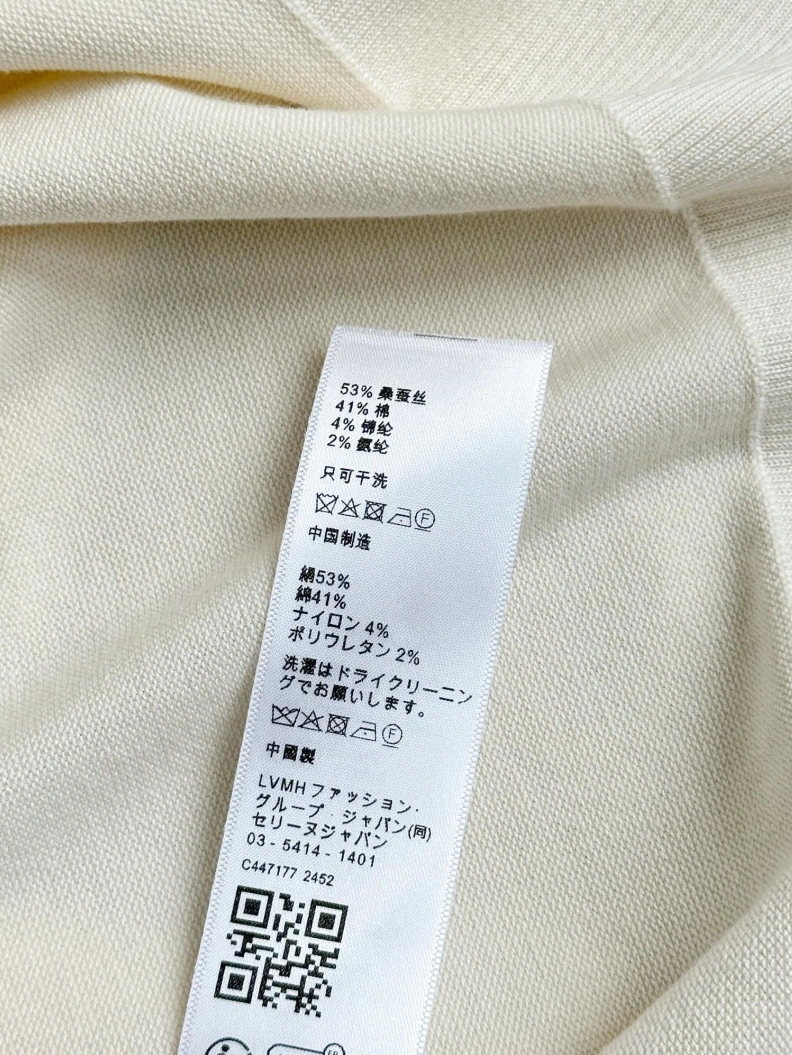 53% 桑蚕丝
41% 棉
4% 锦纶
2% 氨纶
只可干洗
F
中国制造
絹53%
綿41%
ナイロン 4%
ポリウレタン 2%
洗濯はドライクリーニン
グでお願いします。
F
中國製
LVMHファッション・
グループ・ジャパン(同)
セリーヌジャパン
03-5414-1401
C447177 2452